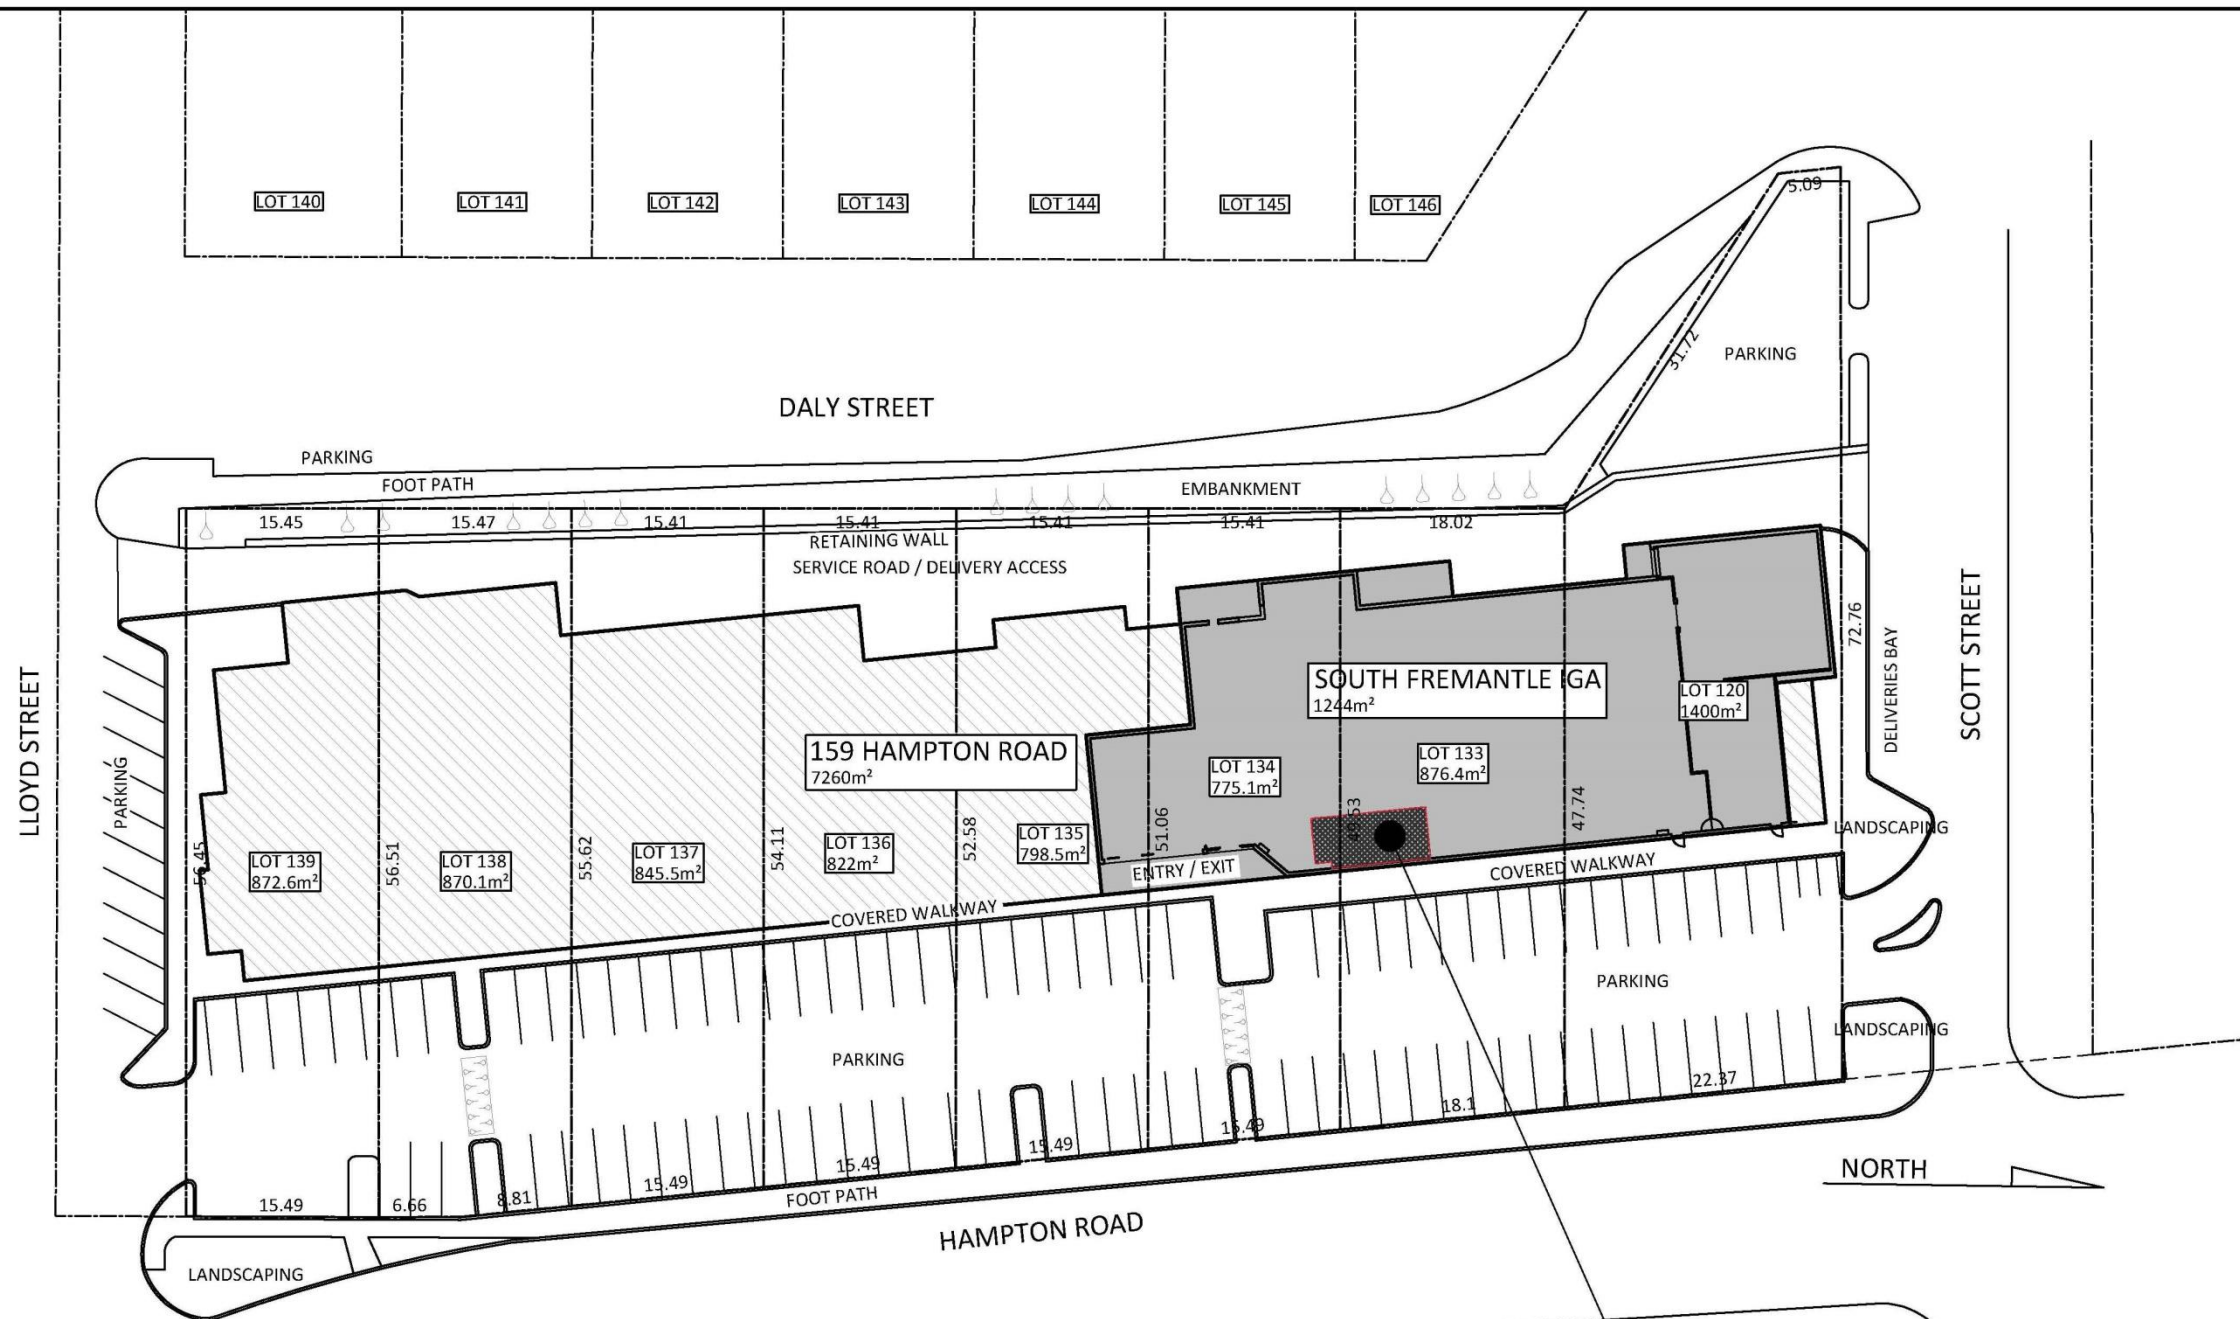 LOT 140
LOT 141
LOT 142
LOT 143
LOT 144
LOT 145
LOT 146
5.09
31.72
PARKING
DALY STREET
PARKING
FOOT PATH
EMBANKMENT
15.45
15.47
15.41
15.41
15.41
15.41
18.02
RETAINING WALL
SERVICE ROAD / DELIVERY ACCESS
72.76
DELIVERIES BAY
SCOTT STREET
LLOYD STREET
PARKING
SOUTH FREMANTLE IGA
1244m²
LOT 120
1400m²
159 HAMPTON ROAD
7260m²
LOT 134
775.1m²
LOT 133
876.4m²
56.45
LOT 139
872.6m²
56.51
LOT 138
870.1m²
55.62
LOT 137
845.5m²
54.11
LOT 136
822m²
52.58
LOT 135
798.5m²
51.06
47.74
LANDSCAPING
ENTRY / EXIT
COVERED WALKWAY
COVERED WALKWAY
PARKING
LANDSCAPING
PARKING
22.37
18.1
15.49
15.49
15.49
15.49
8.81
6.66
15.49
FOOT PATH
HAMPTON ROAD
NORTH
LANDSCAPING